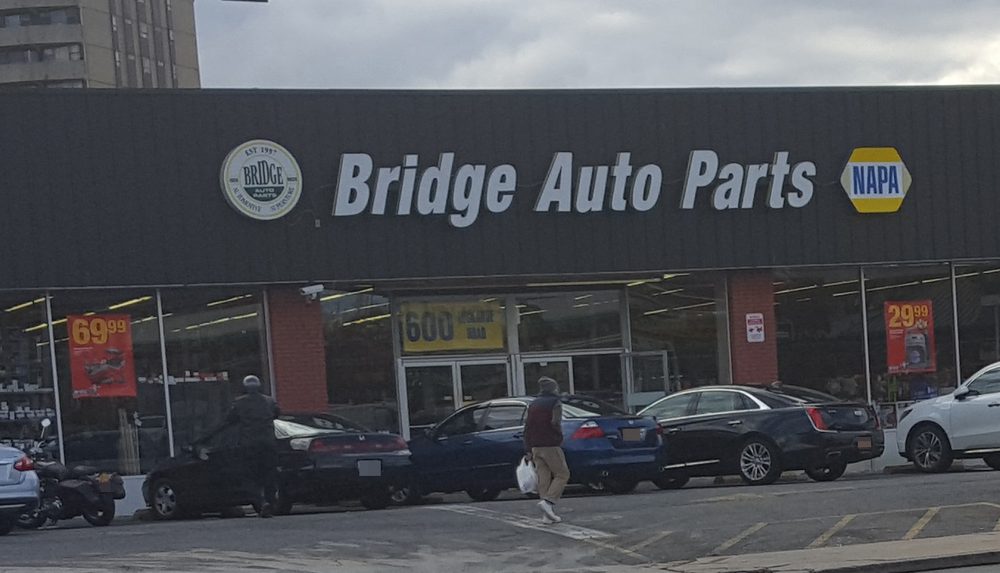 EST 1997
BRIDGE
AUTO
PARTS
Bridge Auto Parts
NAPA
69 99
600
29 99